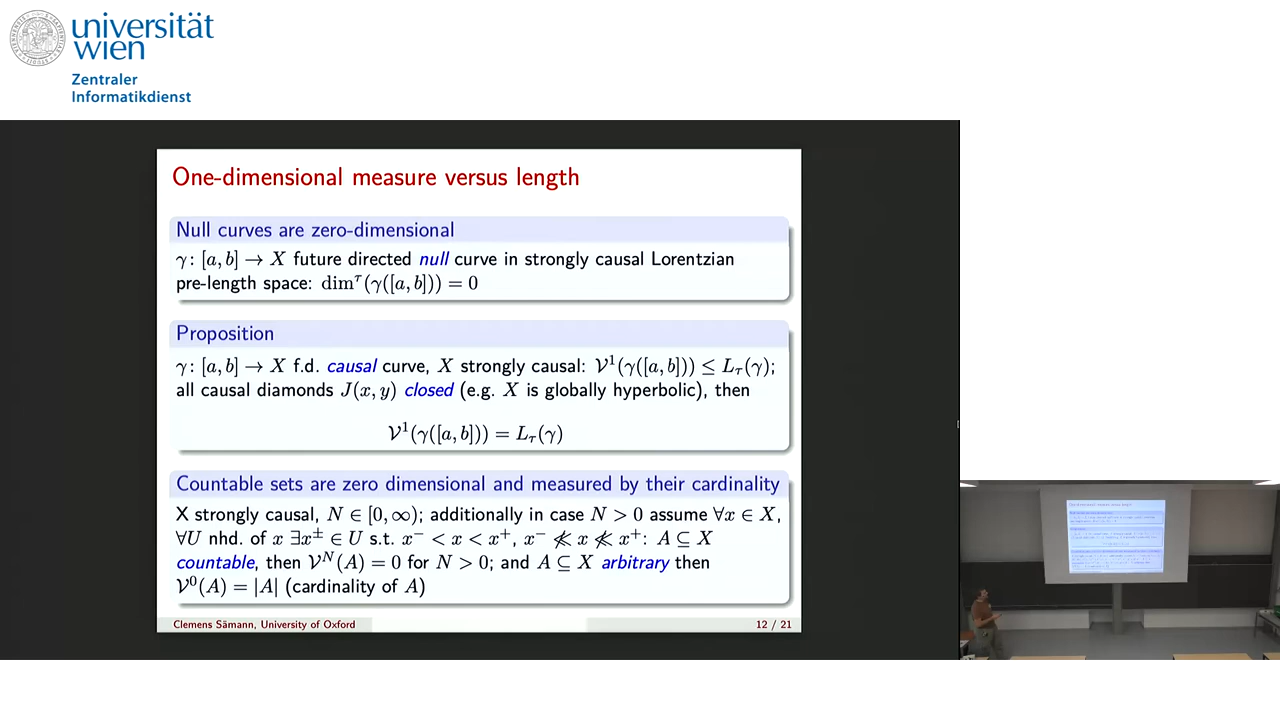 universität
wien
Zentraler
Informatikdienst
One-dimensional measure versus length
Null curves are zero-dimensional
γ: [a, b] → X future directed null curve in strongly causal Lorentzian
pre-length space: dim^τ(γ([a, b])) = 0
Proposition
γ: [a, b] → X f.d. causal curve, X strongly causal: 𝒱¹(γ([a, b])) ≤ L_τ(γ);
all causal diamonds J(x, y) closed (e.g. X is globally hyperbolic), then
𝒱¹(γ([a, b])) = L_τ(γ)
Countable sets are zero dimensional and measured by their cardinality
X strongly causal, N ∈ [0, ∞); additionally in case N > 0 assume ∀x ∈ X,
∀U nhd. of x ∃x^± ∈ U s.t. x⁻ < x < x⁺, x⁻ ≪̸ x ≪̸ x⁺: A ⊆ X
countable, then 𝒱^N(A) = 0 for N > 0; and A ⊆ X arbitrary then
𝒱⁰(A) = |A| (cardinality of A)
Clemens Sämann, University of Oxford
12 / 21